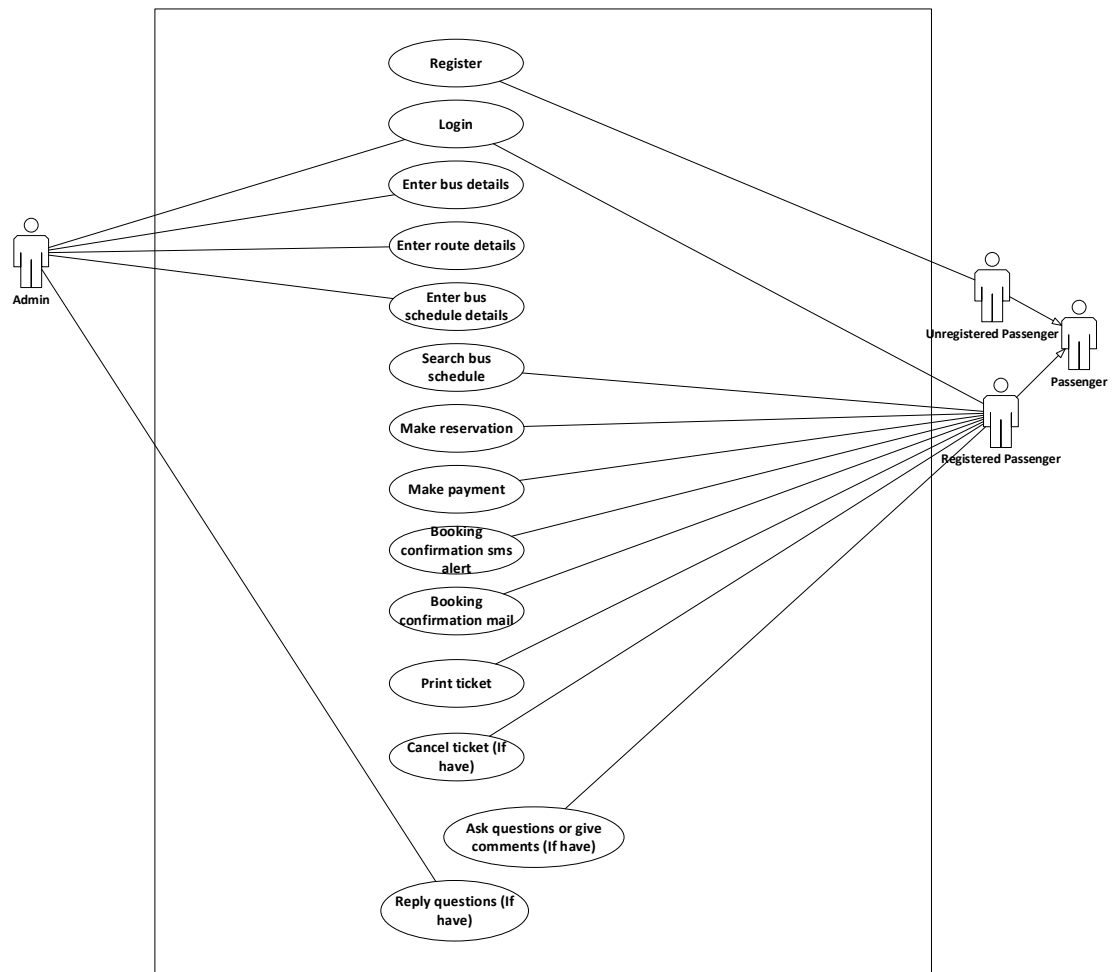 Register
Login
Enter bus details
Enter route details
Enter bus
schedule details
Search bus
schedule
Make reservation
Make payment
Booking
confirmation sms
alert
Booking
confirmation mail
Print ticket
Cancel ticket (If
have)
Ask questions or give
comments (If have)
Reply questions (If
have)
Admin
Unregistered Passenger
Passenger
Registered Passenger